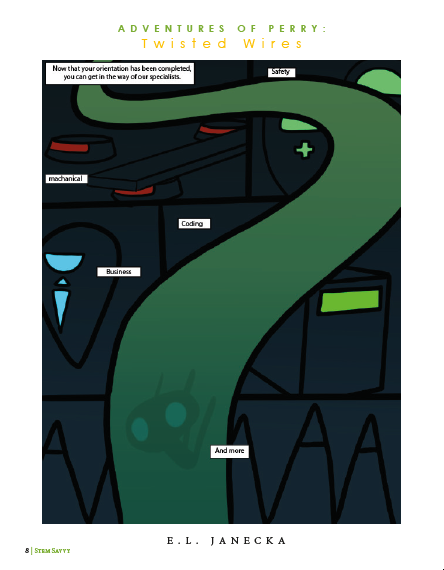 ADVENTURES OF PERRY:
Twisted Wires
Now that your orientation has been completed,
you can get in the way of our specialists.
Safety
machanical
Coding
Business
And more
E.L. JANECKA
8 | STEM SAVVY